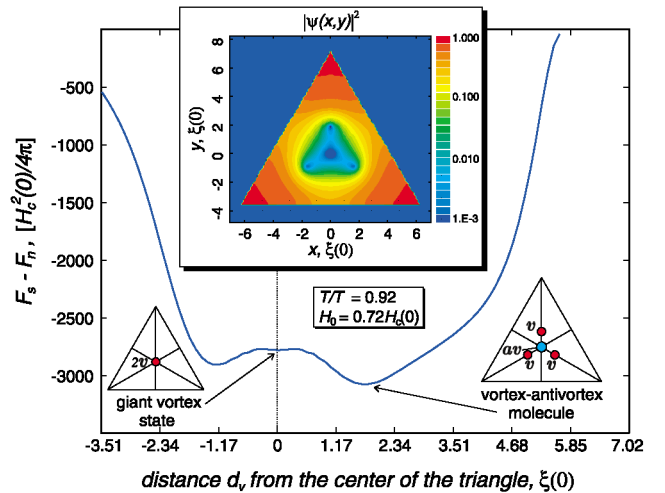 |ψ(x,y)|²
8
6
4
2
0
-2
-4
y, ξ(0)
-6 -4 -2 0 2 4 6
x, ξ(0)
1.000
0.100
0.010
1.E-3
-500
-1000
-1500
-2000
-2500
-3000
F_s - F_n, [H_c²(0)/4π]
T/T = 0.92
H_0 = 0.72H_c(0)
2v
giant vortex
state
v
av
v v
vortex-antivortex
molecule
-3.51 -2.34 -1.17 0 1.17 2.34 3.51 4.68 5.85 7.02
distance d_v from the center of the triangle, ξ(0)